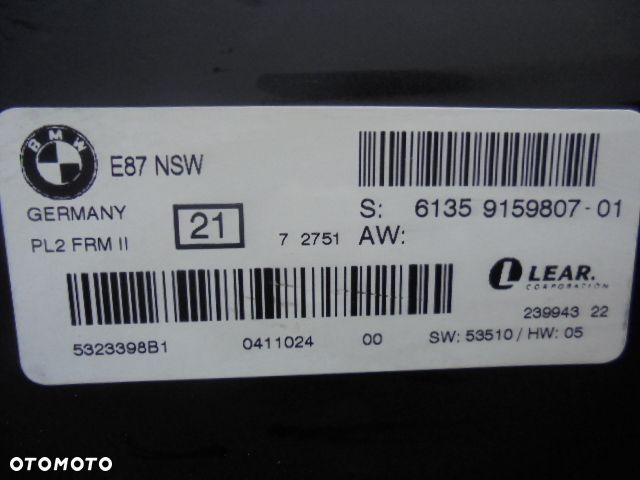 BMW
E87 NSW
GERMANY
21
PL2 FRM II
7 2751
S: 6135 9159807-01
AW:
LEAR.
CORPORATION
239943 22
5323398B1 0411024 00 SW: 53510 / HW: 05
OTOMOTO